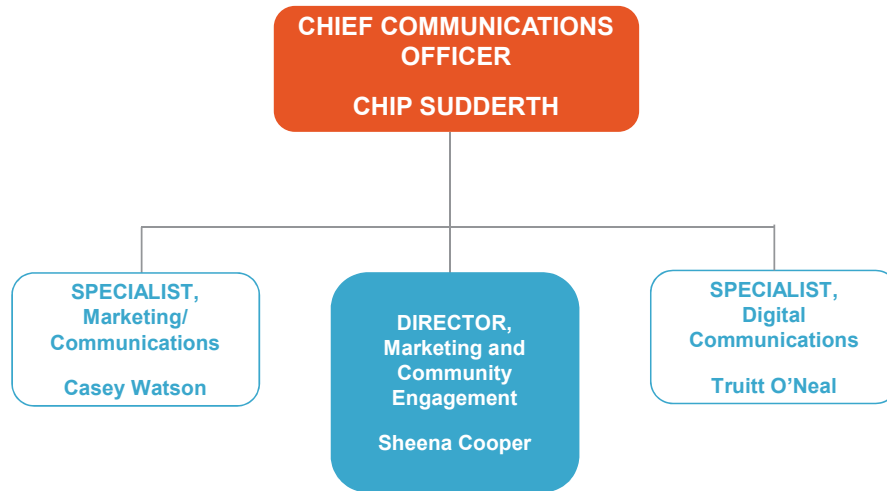 CHIEF COMMUNICATIONS
OFFICER
CHIP SUDDERTH
SPECIALIST,
Marketing/
Communications
Casey Watson
DIRECTOR,
Marketing and
Community
Engagement
Sheena Cooper
SPECIALIST,
Digital
Communications
Truitt O’Neal